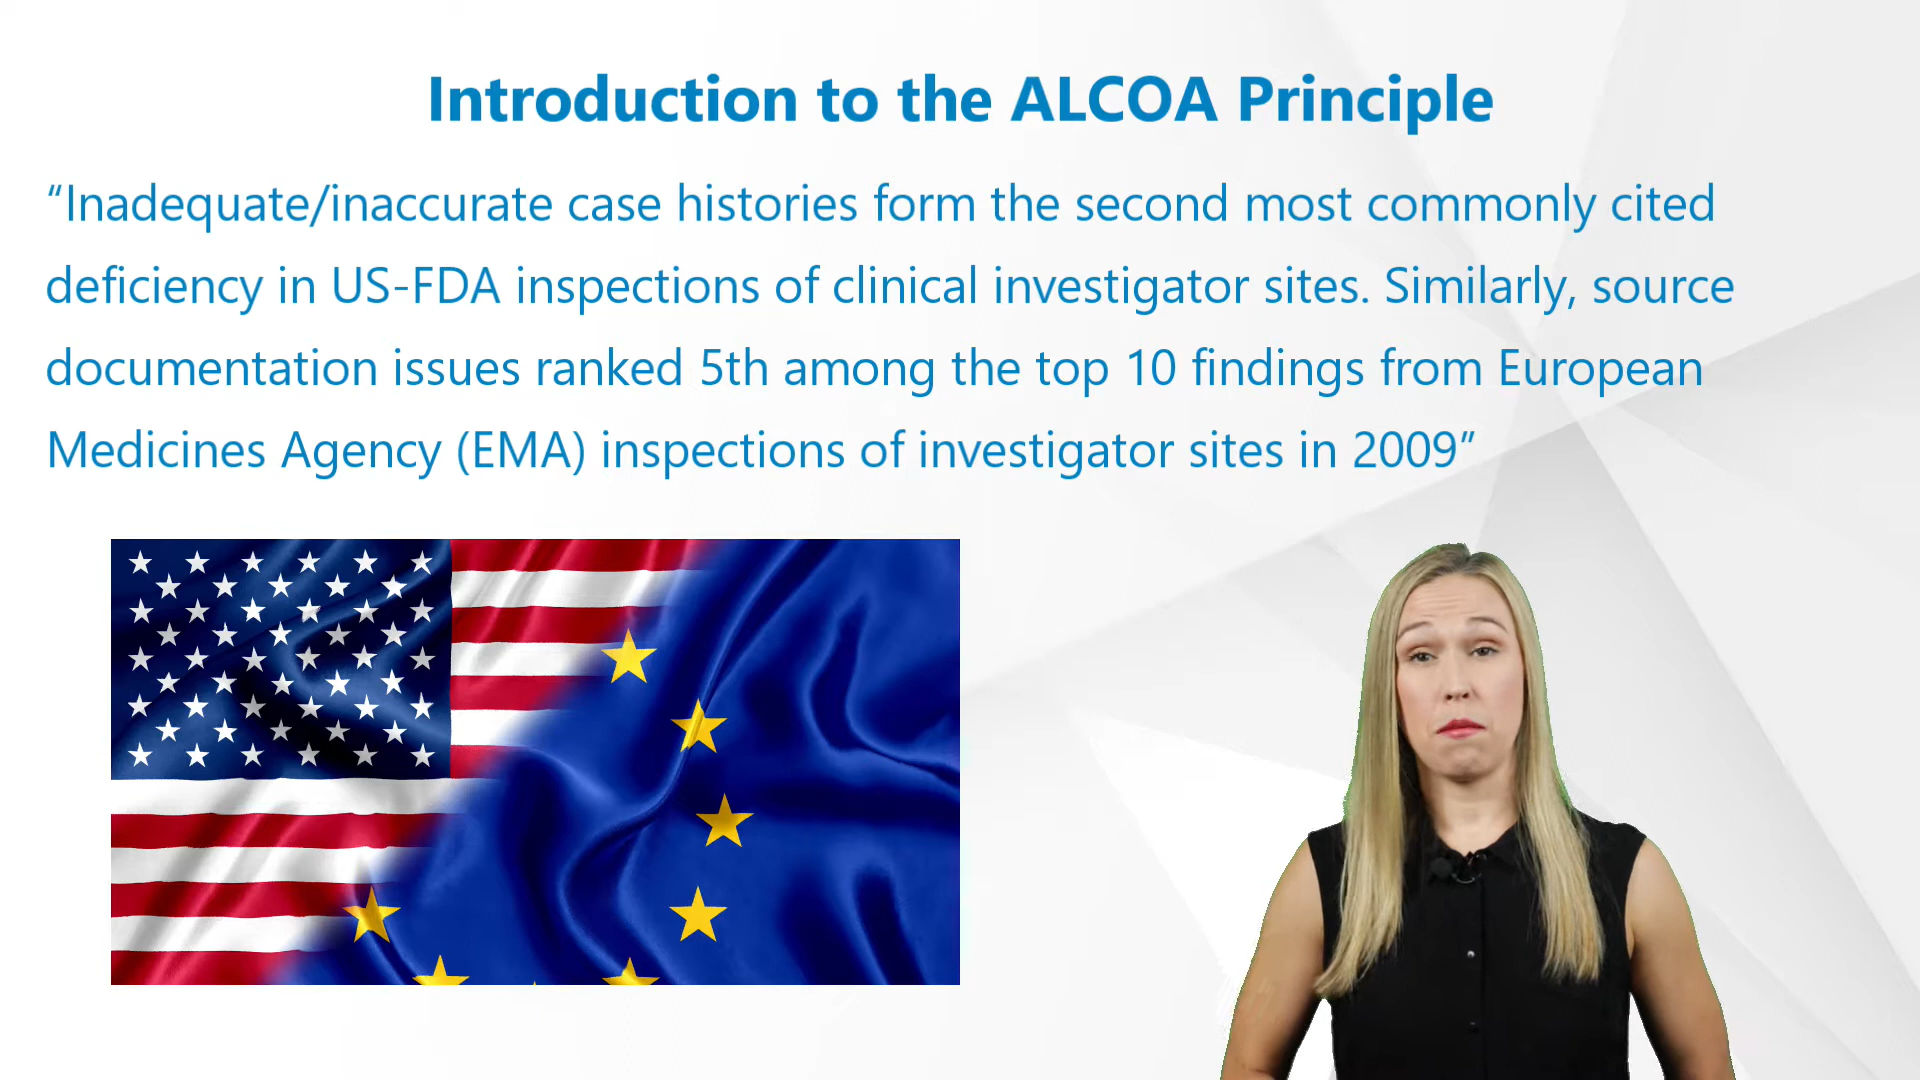 Introduction to the ALCOA Principle
“Inadequate/inaccurate case histories form the second most commonly cited
deficiency in US-FDA inspections of clinical investigator sites. Similarly, source
documentation issues ranked 5th among the top 10 findings from European
Medicines Agency (EMA) inspections of investigator sites in 2009”